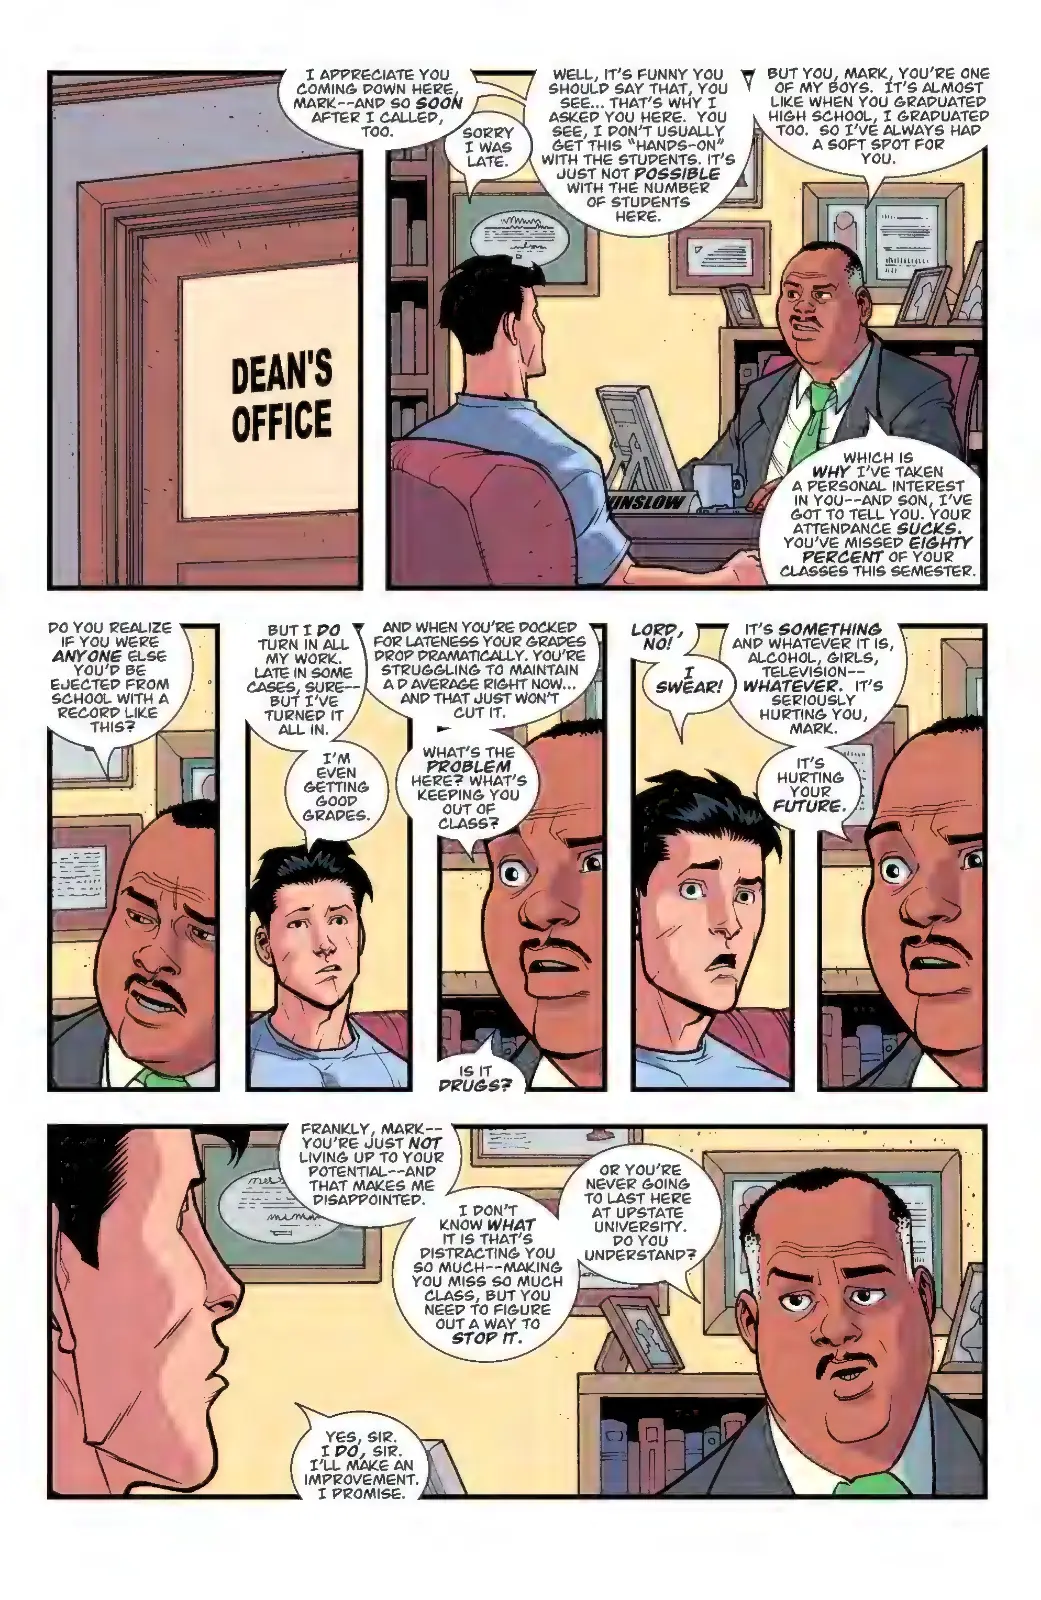 I APPRECIATE YOU
COMING DOWN HERE,
MARK--AND SO SOON
AFTER I CALLED,
TOO.
DEAN'S
OFFICE
SORRY
I WAS
LATE.
WELL, IT'S FUNNY YOU
SHOULD SAY THAT, YOU
SEE... THAT'S WHY I
ASKED YOU HERE. YOU
SEE, I DON'T USUALLY
GET THIS "HANDS-ON"
WITH THE STUDENTS. IT'S
JUST NOT POSSIBLE
WITH THE NUMBER
OF STUDENTS
HERE.
BUT YOU, MARK, YOU'RE ONE
OF MY BOYS. IT'S ALMOST
LIKE WHEN YOU GRADUATED
HIGH SCHOOL, I GRADUATED
TOO. SO I'VE ALWAYS HAD
A SOFT SPOT FOR
YOU.
WHICH IS
WHY I'VE TAKEN
A PERSONAL INTEREST
IN YOU--AND SON, I'VE
GOT TO TELL YOU. YOUR
ATTENDANCE SUCKS.
YOU'VE MISSED EIGHTY
PERCENT OF YOUR
CLASSES THIS SEMESTER.
WINSLOW
DO YOU REALIZE
IF YOU WERE
ANYONE ELSE
YOU'D BE
EJECTED FROM
SCHOOL WITH A
RECORD LIKE
THIS?
BUT I DO
TURN IN ALL
MY WORK.
LATE IN SOME
CASES, SURE--
BUT I'VE
TURNED IT
ALL IN.
I'M
EVEN
GETTING
GOOD
GRADES.
AND WHEN YOU'RE DOCKED
FOR LATENESS YOUR GRADES
DROP DRAMATICALLY. YOU'RE
STRUGGLING TO MAINTAIN
A D AVERAGE RIGHT NOW...
AND THAT JUST WON'T
CUT IT.
WHAT'S THE
PROBLEM
HERE? WHAT'S
KEEPING YOU
OUT OF
CLASS?
IS IT
DRUGS?
LORD,
NO!
I
SWEAR!
IT'S SOMETHING
AND WHATEVER IT IS,
ALCOHOL, GIRLS,
TELEVISION--
WHATEVER. IT'S
SERIOUSLY
HURTING YOU,
MARK.
IT'S
HURTING
YOUR
FUTURE.
FRANKLY, MARK--
YOU'RE JUST NOT
LIVING UP TO YOUR
POTENTIAL--AND
THAT MAKES ME
DISAPPOINTED.
I DON'T
KNOW WHAT
IT IS THAT'S
DISTRACTING YOU
SO MUCH--MAKING
YOU MISS SO MUCH
CLASS, BUT YOU
NEED TO FIGURE
OUT A WAY TO
STOP IT.
OR YOU'RE
NEVER GOING
TO LAST HERE
AT UPSTATE
UNIVERSITY.
DO YOU
UNDERSTAND?
YES, SIR.
I DO, SIR.
I'LL MAKE AN
IMPROVEMENT.
I PROMISE.